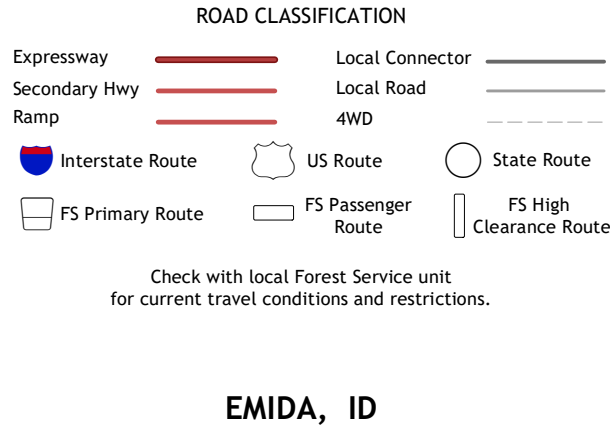 ROAD CLASSIFICATION
Expressway
Local Connector
Secondary Hwy
Local Road
Ramp
4WD
Interstate Route
US Route
State Route
FS Primary Route
FS Passenger
Route
FS High
Clearance Route
Check with local Forest Service unit
for current travel conditions and restrictions.
EMIDA, ID